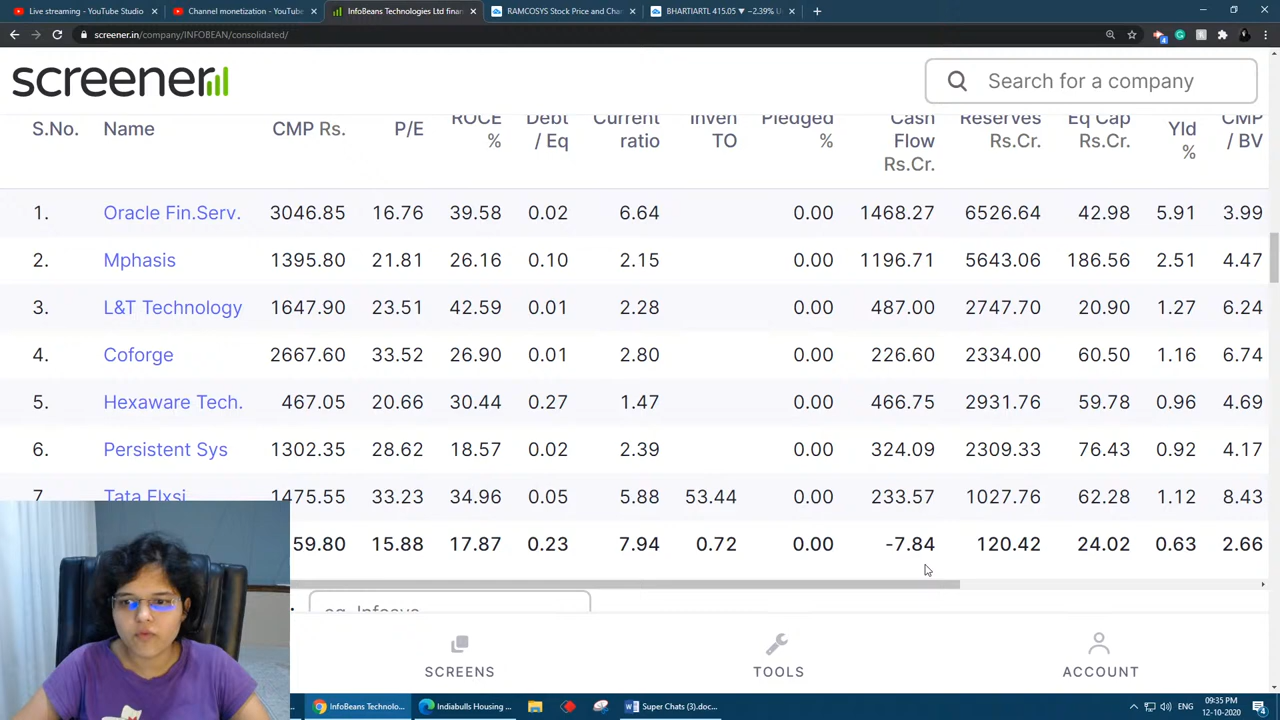 Live streaming - YouTube Studio
Channel monetization - YouTube
InfoBeans Technologies Ltd finan
RAMCOSYS Stock Price and Cha
BHARTIARTL 415.05 ▼ −2.39% U
screener.in/company/INFOBEAN/consolidated/
screener
Search for a company
S.No. Name CMP Rs. P/E ROCE % Debt / Eq Current ratio Inven TO Pledged % Cash Flow Rs.Cr. Reserves Rs.Cr. Eq Cap Rs.Cr. Yld % CMP / BV
1. Oracle Fin.Serv. 3046.85 16.76 39.58 0.02 6.64 0.00 1468.27 6526.64 42.98 5.91 3.99
2. Mphasis 1395.80 21.81 26.16 0.10 2.15 0.00 1196.71 5643.06 186.56 2.51 4.47
3. L&T Technology 1647.90 23.51 42.59 0.01 2.28 0.00 487.00 2747.70 20.90 1.27 6.24
4. Coforge 2667.60 33.52 26.90 0.01 2.80 0.00 226.60 2334.00 60.50 1.16 6.74
5. Hexaware Tech. 467.05 20.66 30.44 0.27 1.47 0.00 466.75 2931.76 59.78 0.96 4.69
6. Persistent Sys 1302.35 28.62 18.57 0.02 2.39 0.00 324.09 2309.33 76.43 0.92 4.17
7. Tata Elxsi 1475.55 33.23 34.96 0.05 5.88 53.44 0.00 233.57 1027.76 62.28 1.12 8.43
59.80 15.88 17.87 0.23 7.94 0.72 0.00 -7.84 120.42 24.02 0.63 2.66
eg. Infosys
SCREENS
TOOLS
ACCOUNT
InfoBeans Technolo...
Indiabulls Housing ...
Super Chats (3).doc...
ENG
09:35 PM
12-10-2020